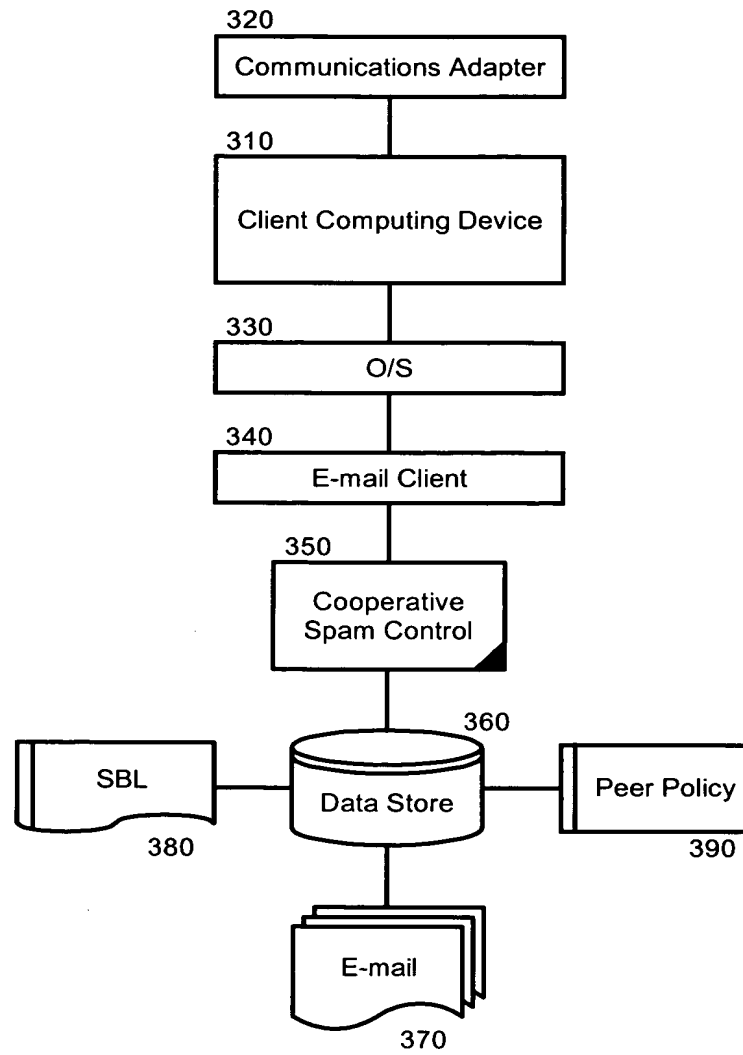 320
Communications Adapter
310
Client Computing Device
330
O/S
340
E-mail Client
350
Cooperative
Spam Control
360
SBL
Data Store
Peer Policy
380
390
E-mail
370